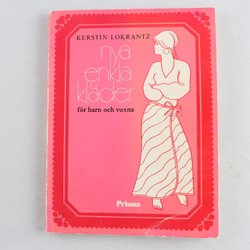 KERSTIN LOKRANTZ
nya
enkla
kläder
för barn och vuxna
Prisma